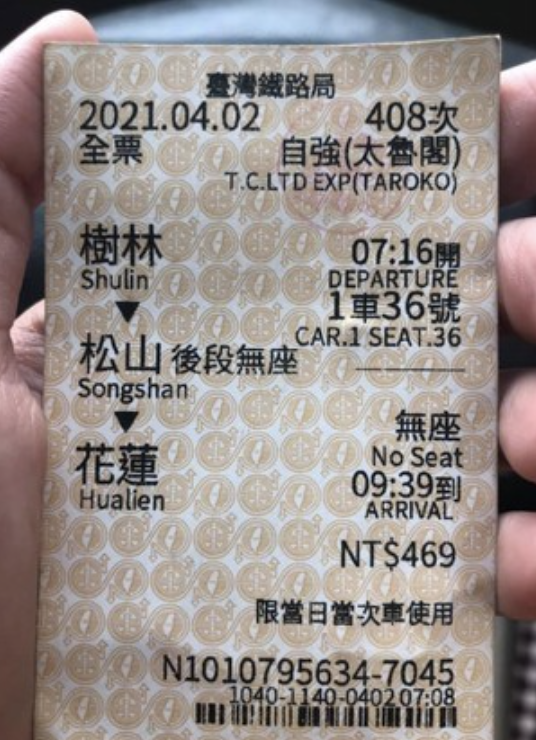 臺灣鐵路局
2021.04.02 408次
全票 自強(太魯閣)
T.C.LTD EXP(TAROKO)
樹林 07:16開
Shulin DEPARTURE
1車36號
CAR.1 SEAT.36
松山 後段無座
Songshan
無座
No Seat
花蓮 09:39到
Hualien ARRIVAL
NT$469
限當日當次車使用
N1010795634-7045
1040-1140-040207:08